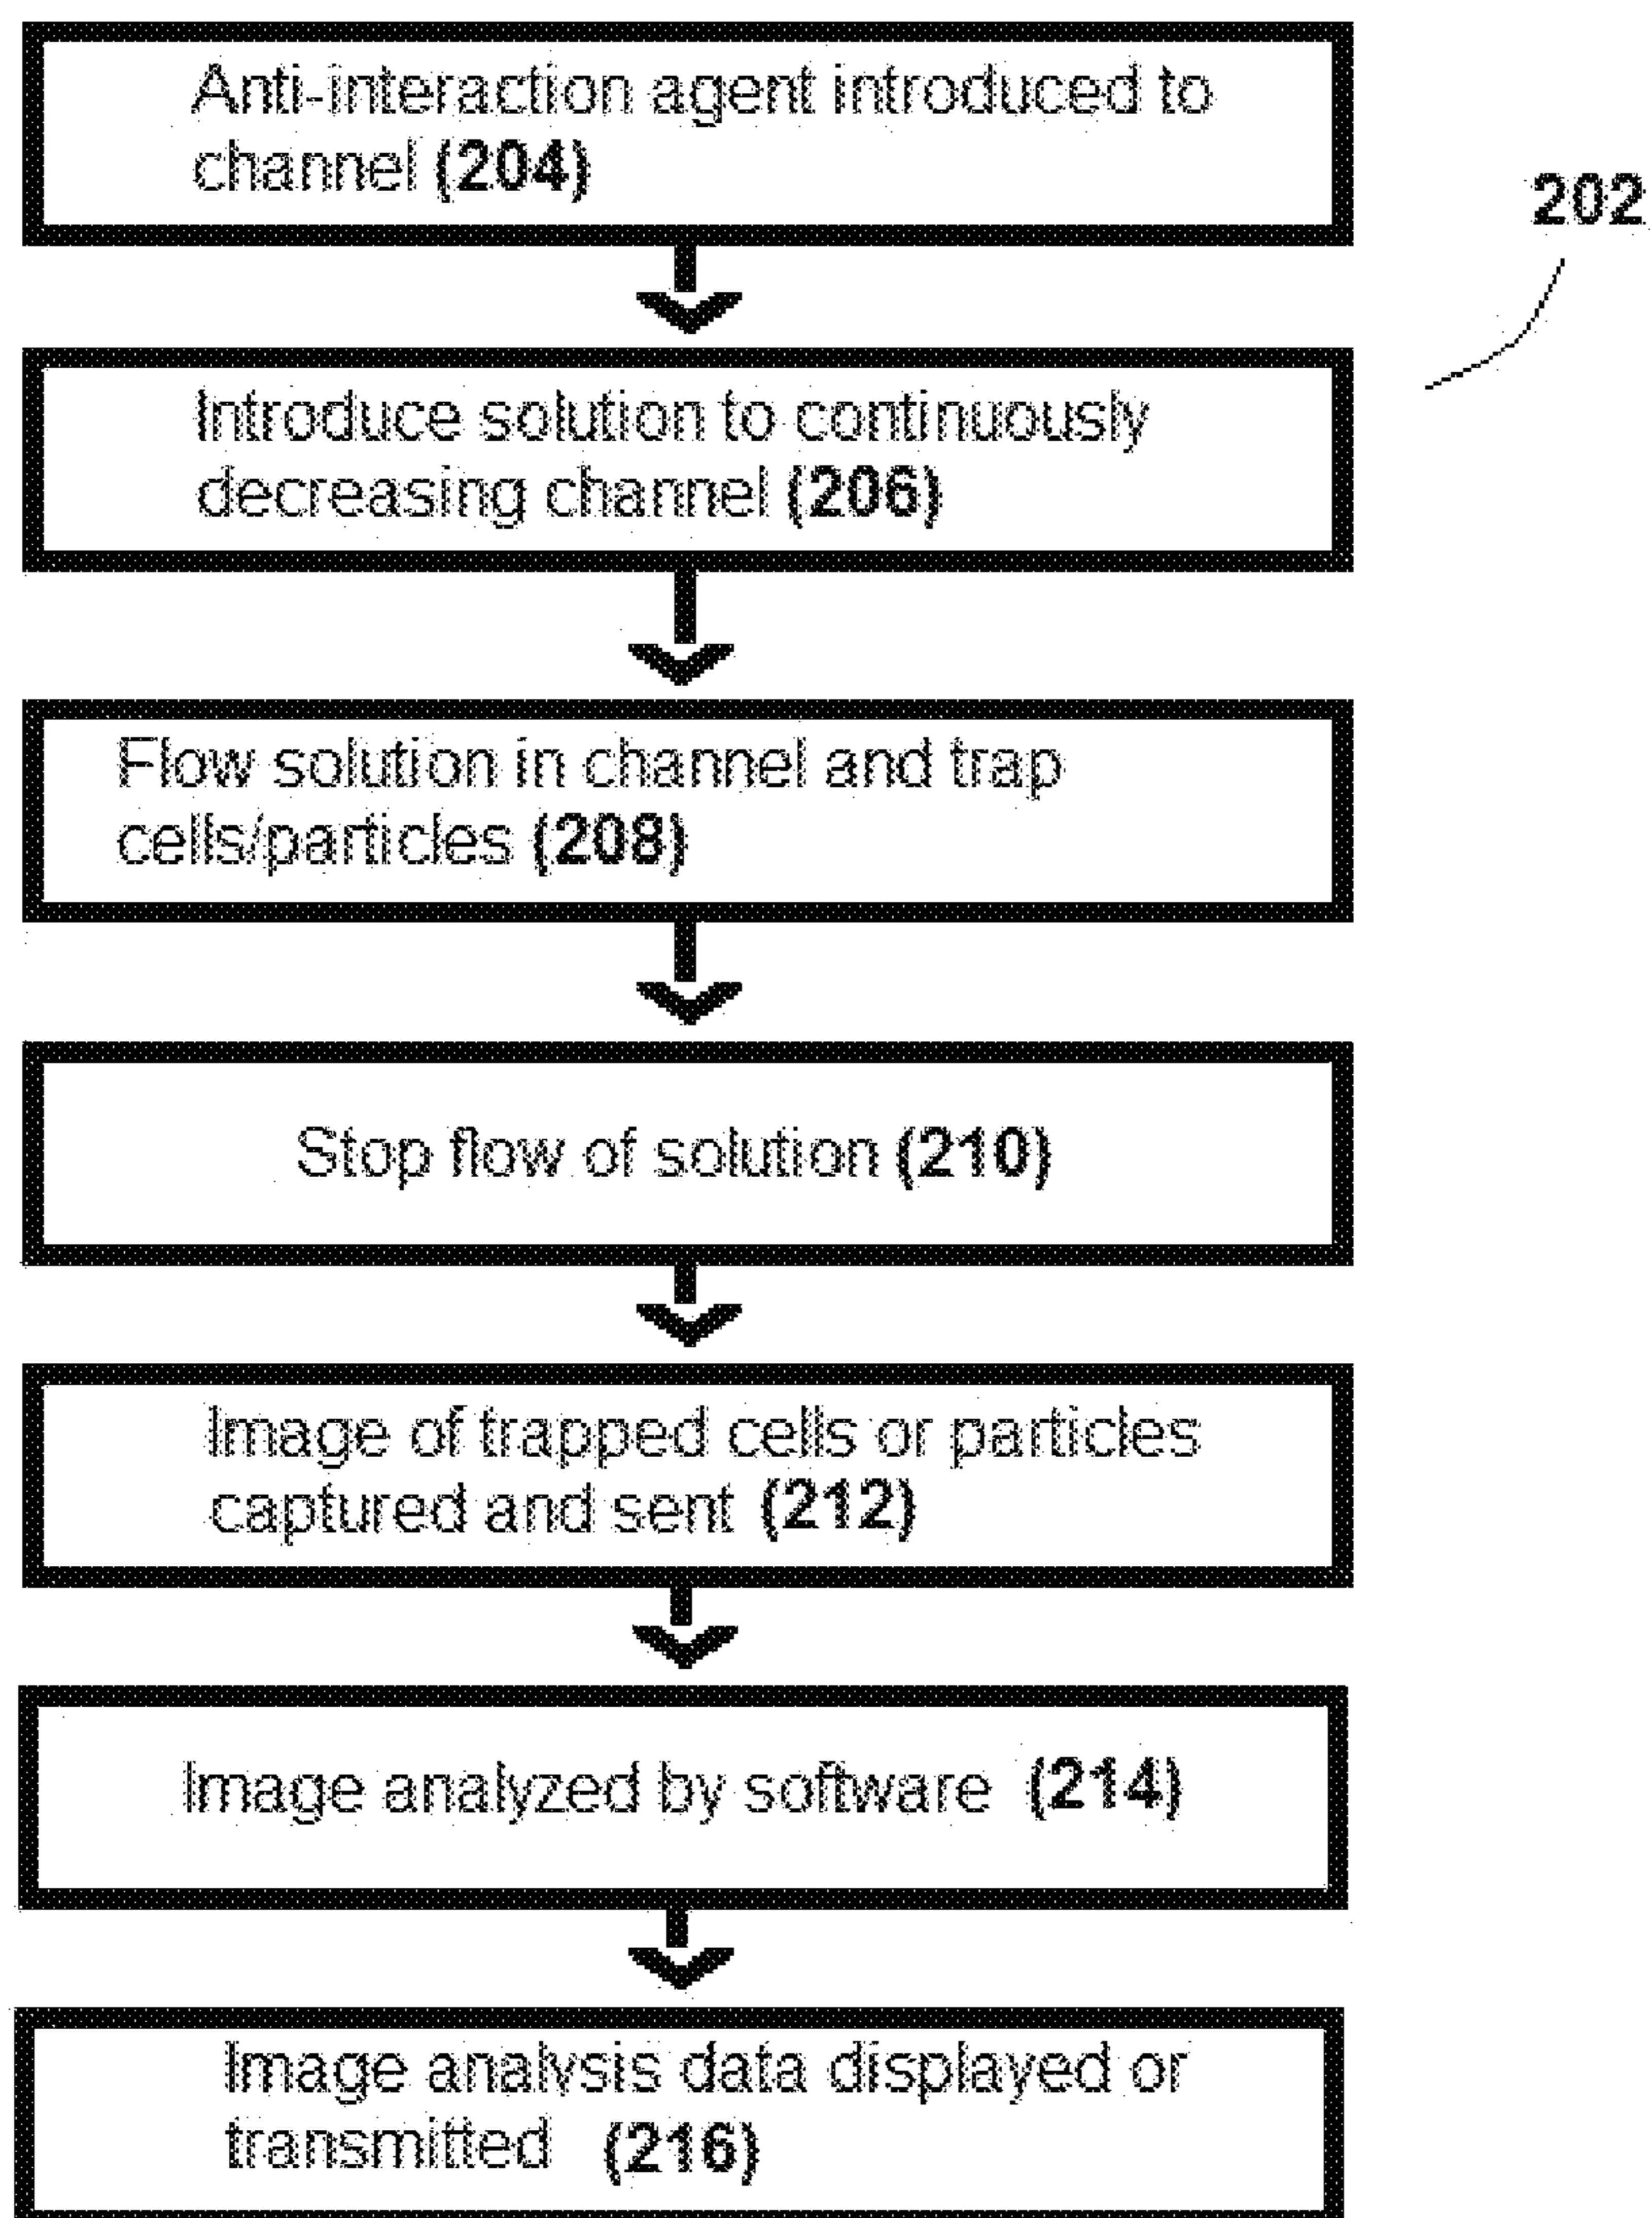 Anti-interaction agent introduced to
channel (204)
202
Introduce solution to continuously
decreasing channel (206)
Flow solution in channel and trap
cells/particles (208)
Stop flow of solution (210)
Image of trapped cells or particles
captured and sent (212)
Image analyzed by software (214)
Image analysis data displayed or
transmitted (216)